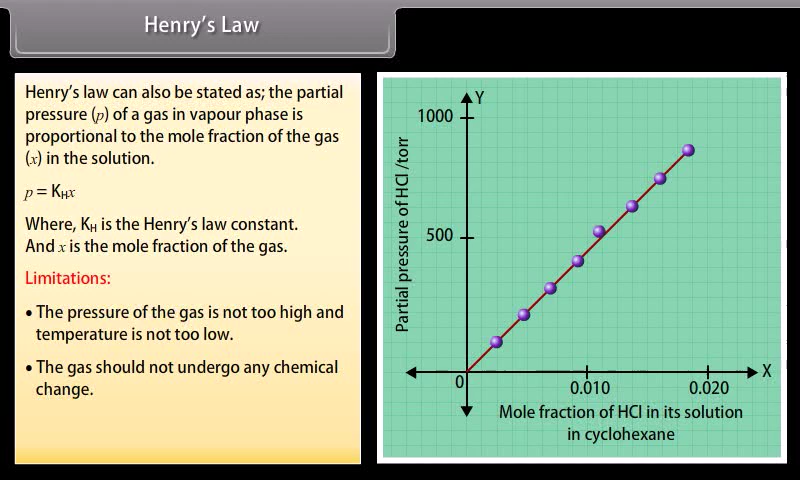 Henry's Law
Henry's law can also be stated as; the partial
pressure (p) of a gas in vapour phase is
proportional to the mole fraction of the gas
(x) in the solution.
p = KHx
Where, KH is the Henry's law constant.
And x is the mole fraction of the gas.
Limitations:
• The pressure of the gas is not too high and
temperature is not too low.
• The gas should not undergo any chemical
change.
Y
1000
500
Partial pressure of HCl /torr
0
0.010
0.020
X
Mole fraction of HCl in its solution
in cyclohexane